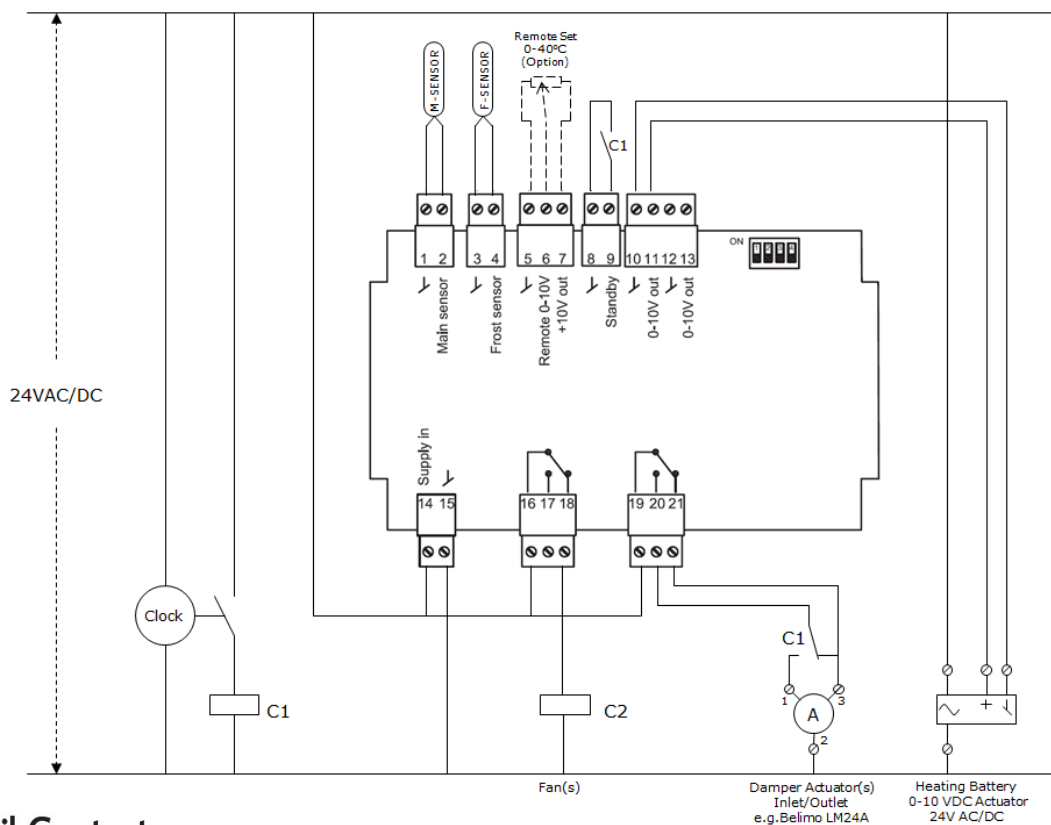 Remote Set
0-40ºC
(Option)
M-SENSOR
F-SENSOR
C1
ON
1 2 3 4 5 6 7 8 9 10 11 12 13
Main sensor
Frost sensor
Remote 0-10V
+10V out
Standby
0-10V out
0-10V out
24VAC/DC
Supply in
14 15 16 17 18 19 20 21
Clock
C1
C1
C2
1
A
3
2
+
Fan(s)
Damper Actuator(s)
Inlet/Outlet
e.g.Belimo LM24A
Heating Battery
0-10 VDC Actuator
24V AC/DC